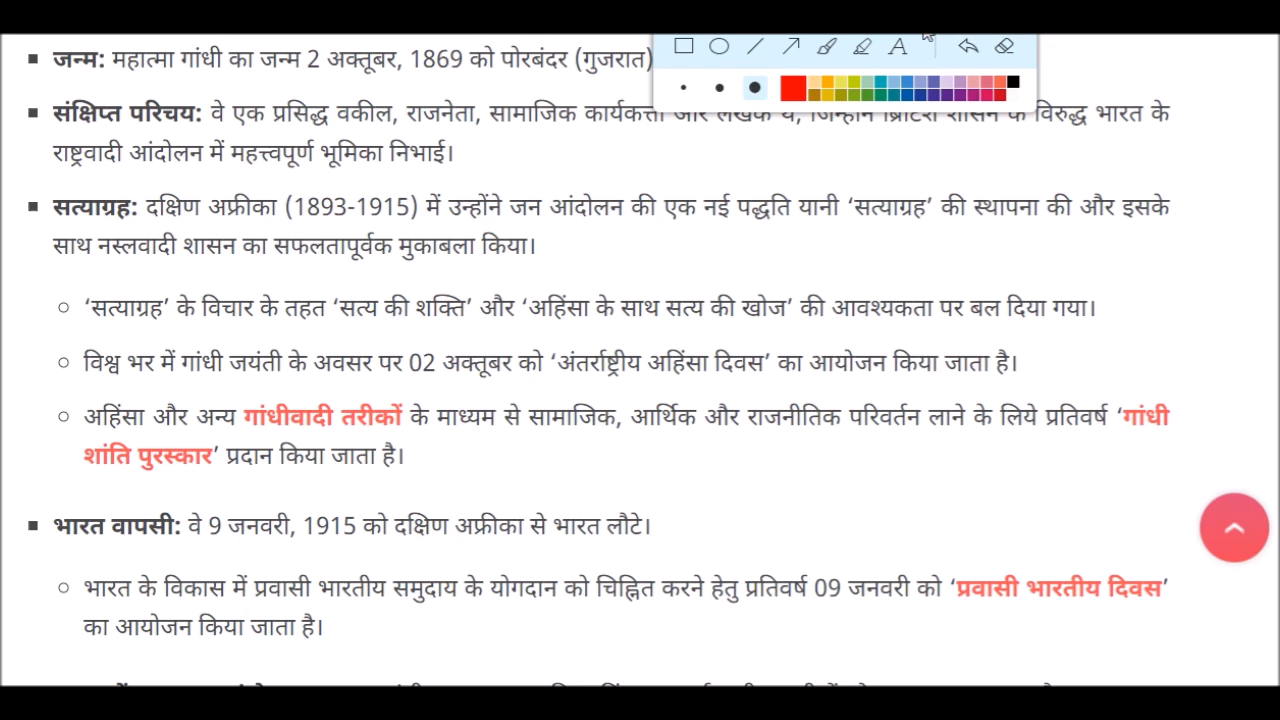 ▪ जन्म: महात्मा गांधी का जन्म 2 अक्तूबर, 1869 को पोरबंदर (गुजरात)
▪ संक्षिप्त परिचय: वे एक प्रसिद्ध वकील, राजनेता, सामाजिक कार्यकर्त्ता और लेखक थे, जिन्होंने ब्रिटिश शासन के विरुद्ध भारत के
राष्ट्रवादी आंदोलन में महत्त्वपूर्ण भूमिका निभाई।
▪ सत्याग्रह: दक्षिण अफ्रीका (1893-1915) में उन्होंने जन आंदोलन की एक नई पद्धति यानी ‘सत्याग्रह’ की स्थापना की और इसके
साथ नस्लवादी शासन का सफलतापूर्वक मुकाबला किया।
○ ‘सत्याग्रह’ के विचार के तहत ‘सत्य की शक्ति’ और ‘अहिंसा के साथ सत्य की खोज’ की आवश्यकता पर बल दिया गया।
○ विश्व भर में गांधी जयंती के अवसर पर 02 अक्तूबर को ‘अंतर्राष्ट्रीय अहिंसा दिवस’ का आयोजन किया जाता है।
○ अहिंसा और अन्य गांधीवादी तरीकों के माध्यम से सामाजिक, आर्थिक और राजनीतिक परिवर्तन लाने के लिये प्रतिवर्ष ‘गांधी
शांति पुरस्कार’ प्रदान किया जाता है।
▪ भारत वापसी: वे 9 जनवरी, 1915 को दक्षिण अफ्रीका से भारत लौटे।
○ भारत के विकास में प्रवासी भारतीय समुदाय के योगदान को चिह्नित करने हेतु प्रतिवर्ष 09 जनवरी को ‘प्रवासी भारतीय दिवस’
का आयोजन किया जाता है।